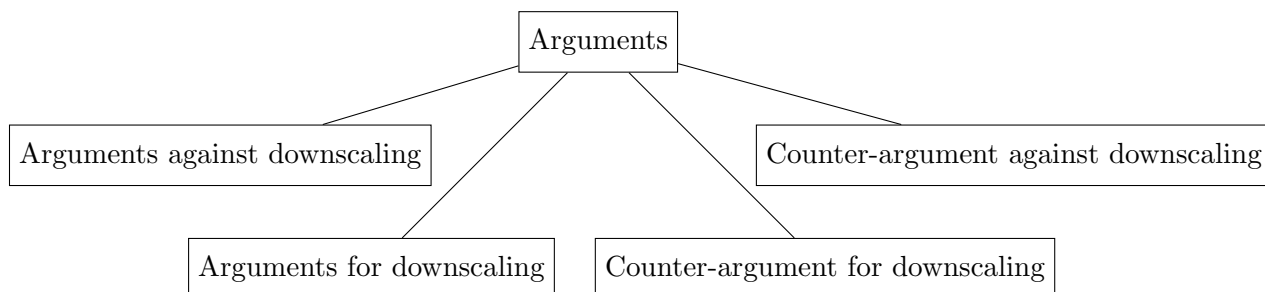 Arguments
Arguments against downscaling
Counter-argument against downscaling
Arguments for downscaling
Counter-argument for downscaling